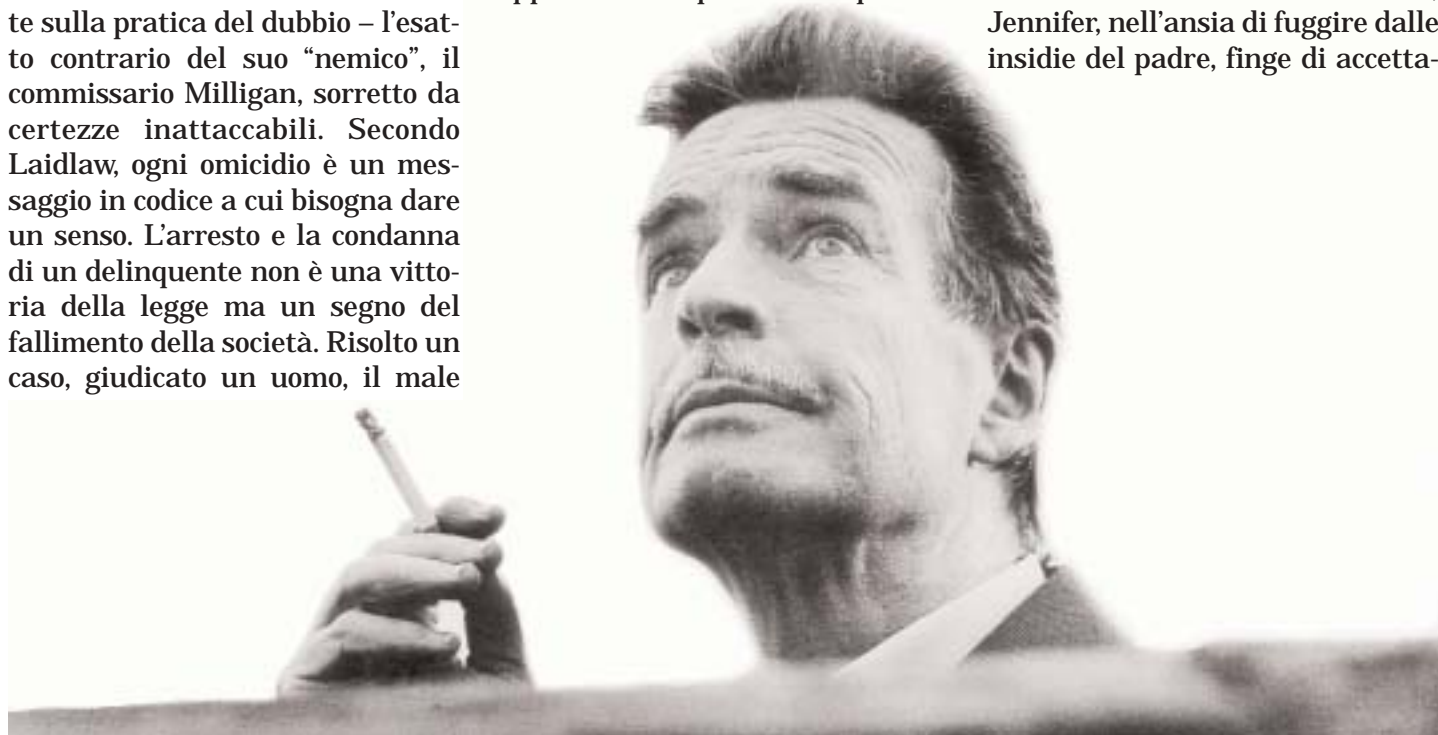 te sulla pratica del dubbio – l’esat-
to contrario del suo “nemico”, il
commissario Milligan, sorretto da
certezze inattaccabili. Secondo
Laidlaw, ogni omicidio è un mes-
saggio in codice a cui bisogna dare
un senso. L’arresto e la condanna
di un delinquente non è una vitto-
ria della legge ma un segno del
fallimento della società. Risolto un
caso, giudicato un uomo, il male
Jennifer, nell’ansia di fuggire dalle
insidie del padre, finge di accetta-